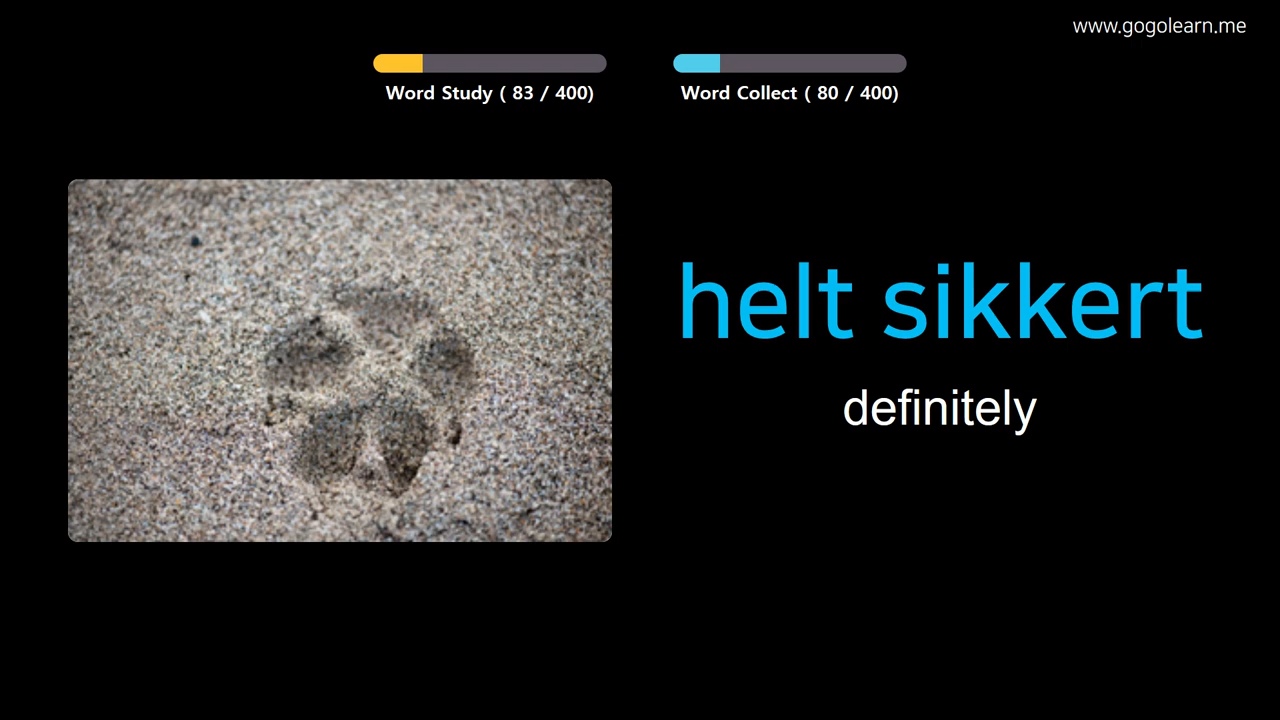 www.gogolearn.me
Word Study ( 83 / 400)
Word Collect ( 80 / 400)
helt sikkert
definitely